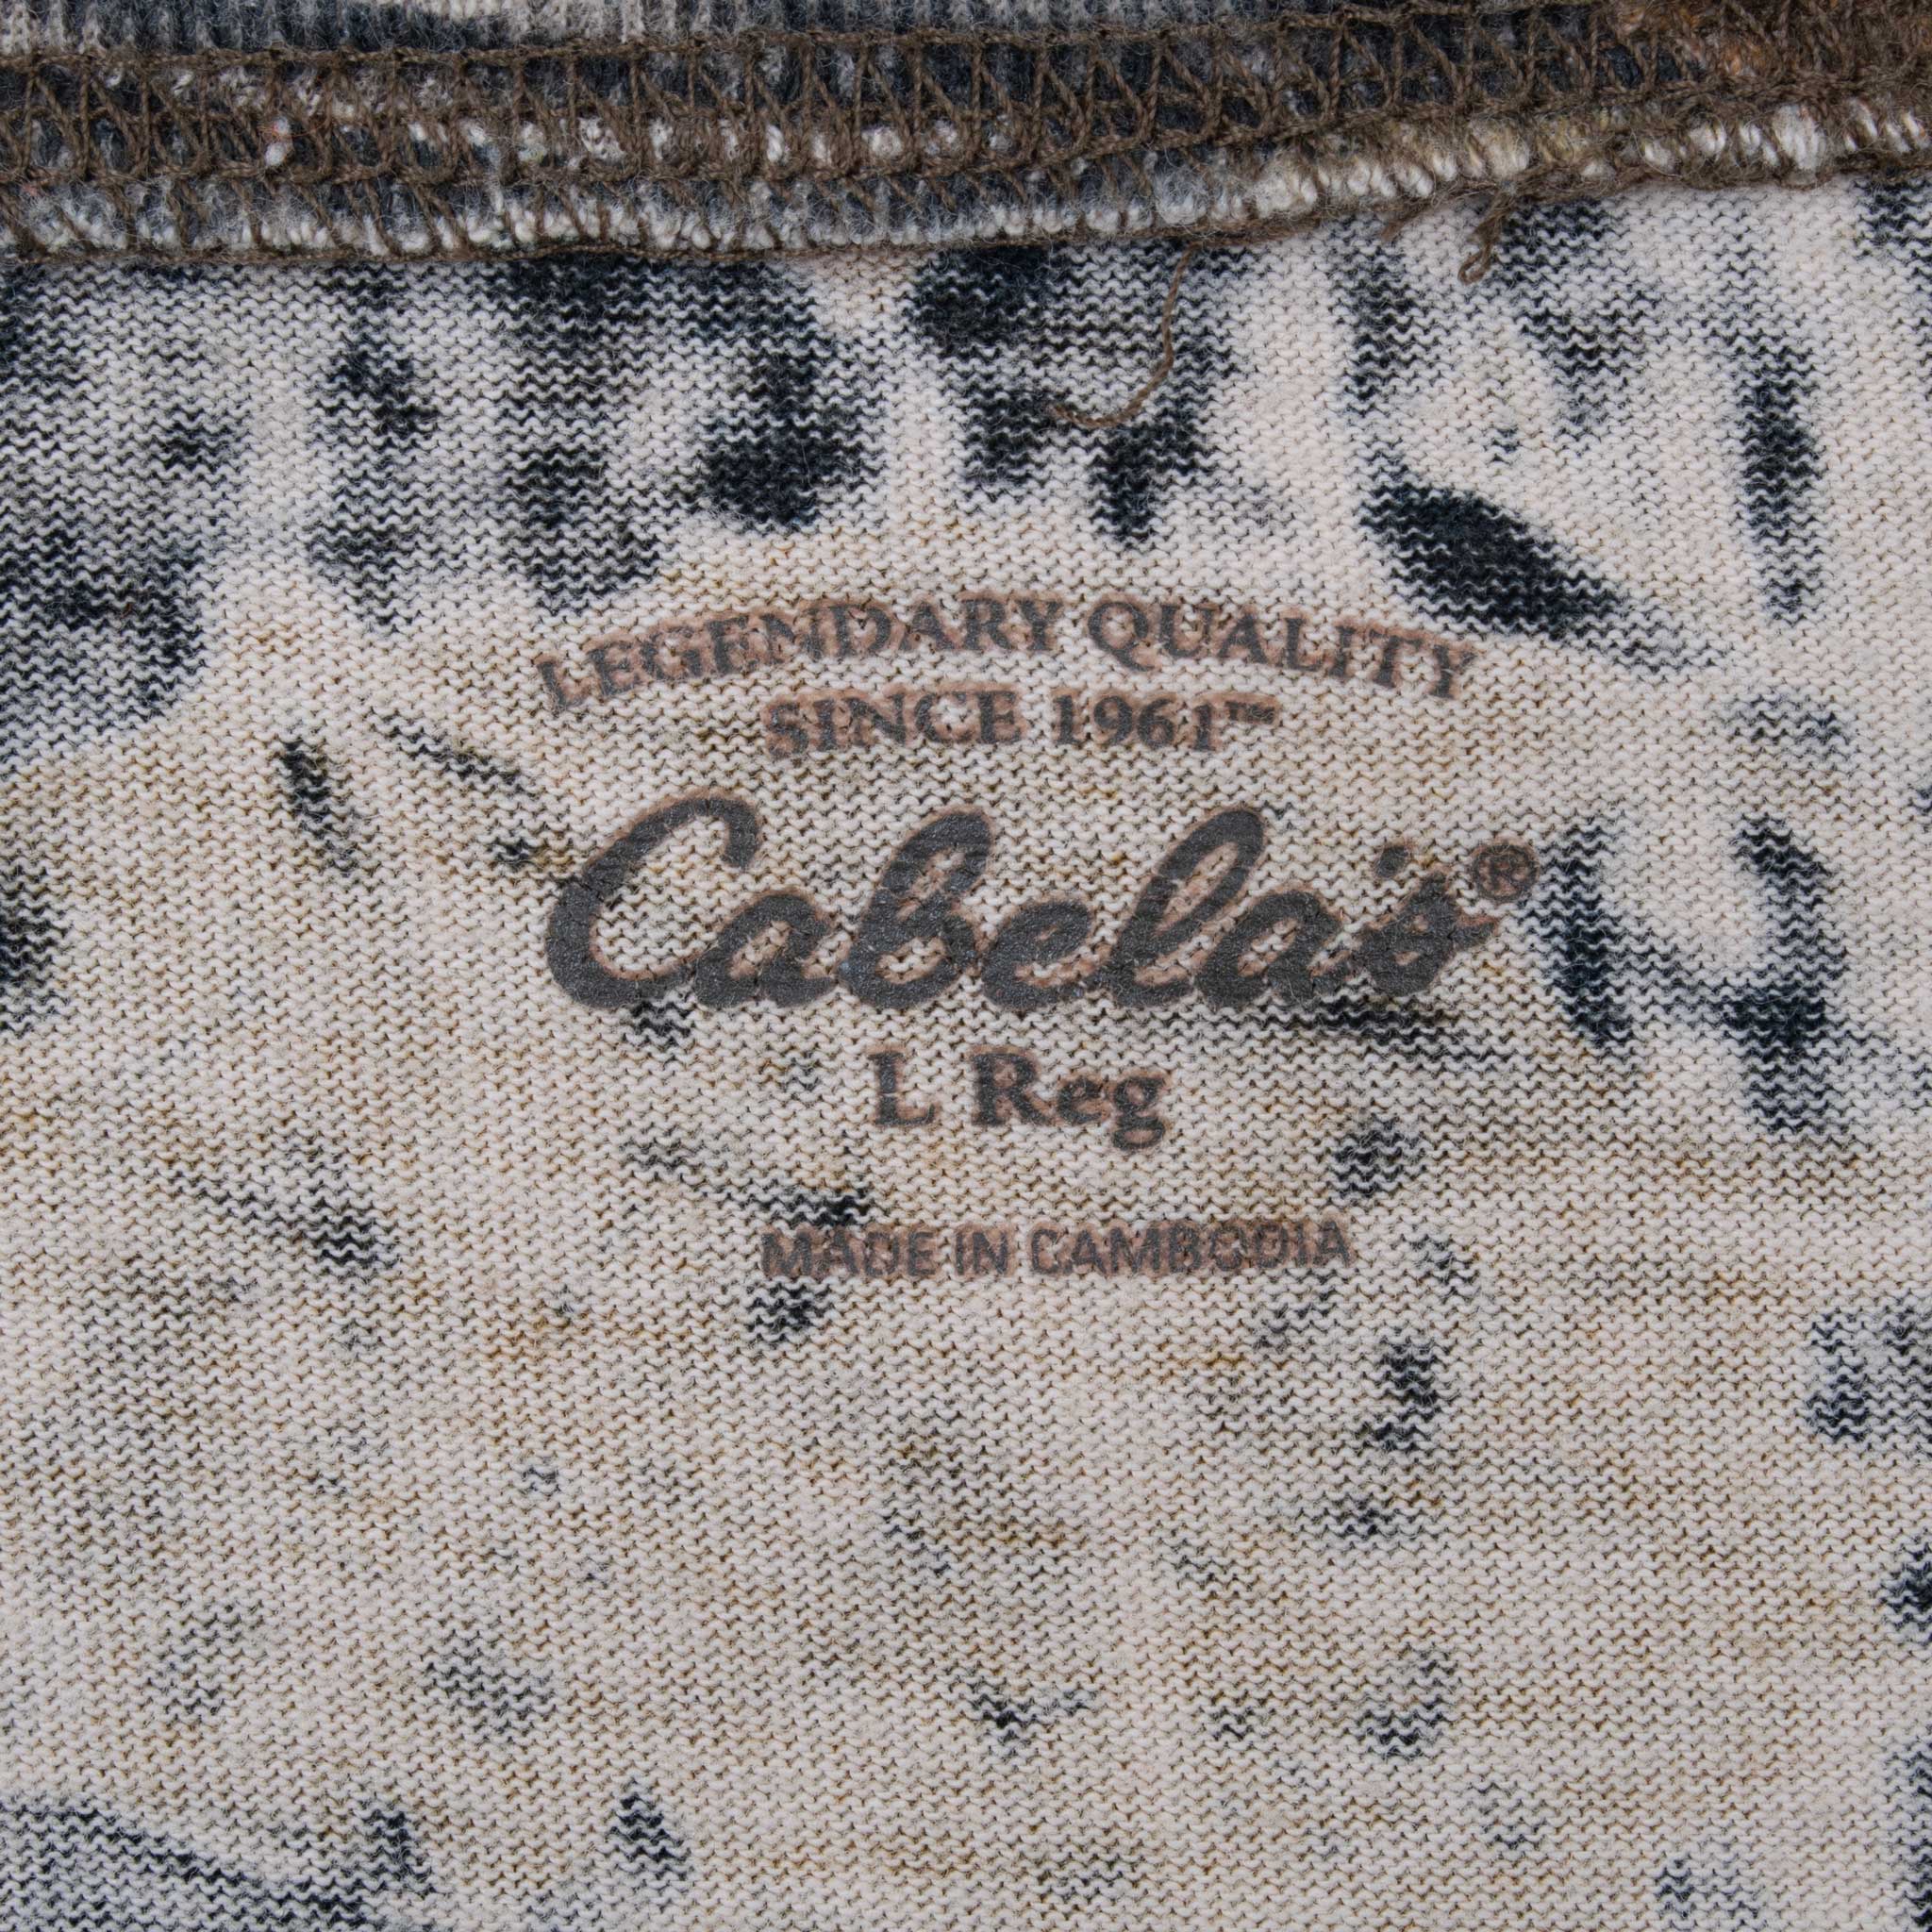 LEGENDARY QUALITY
SINCE 1961™
Cabela's®
L Reg
MADE IN CAMBODIA